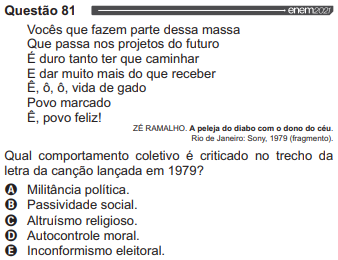 Questão 81
enem2021
Vocês que fazem parte dessa massa
Que passa nos projetos do futuro
É duro tanto ter que caminhar
E dar muito mais do que receber
Ê, ô, ô, vida de gado
Povo marcado
Ê, povo feliz!
ZÉ RAMALHO. A peleja do diabo com o dono do céu.
Rio de Janeiro: Sony, 1979 (fragmento).
Qual comportamento coletivo é criticado no trecho da
letra da canção lançada em 1979?
A Militância política.
B Passividade social.
C Altruísmo religioso.
D Autocontrole moral.
E Inconformismo eleitoral.